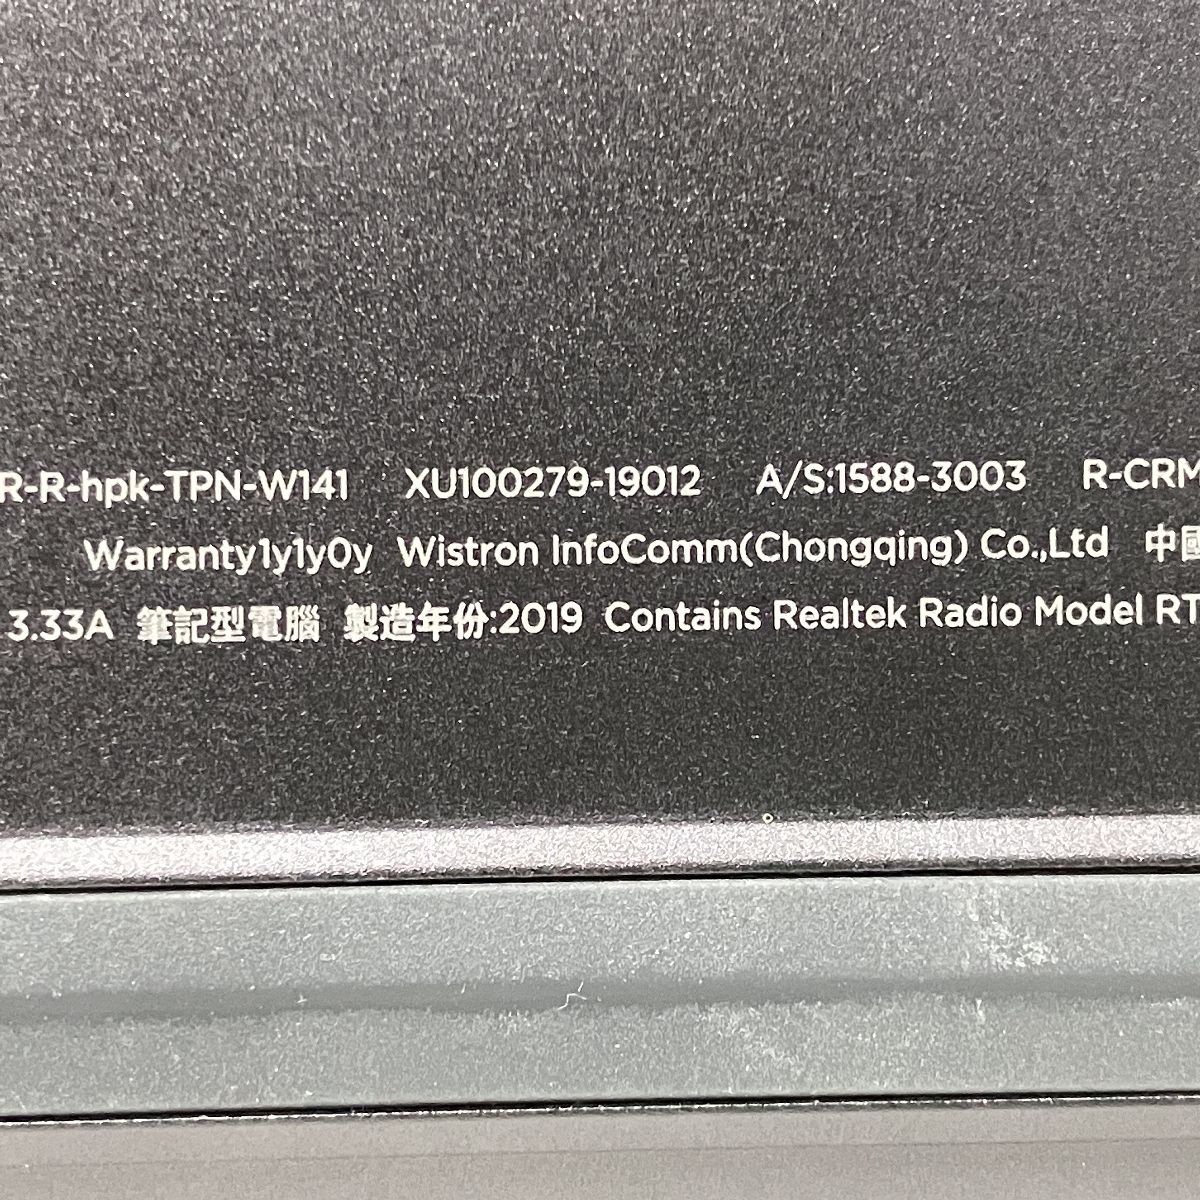 R-R-hpk-TPN-W141 XU100279-19012 A/S:1588-3003 R-CRM
Warranty1y1y0y Wistron InfoComm(Chongqing) Co.,Ltd 中國
3.33A 筆記型電腦 製造年份:2019 Contains Realtek Radio Model RT